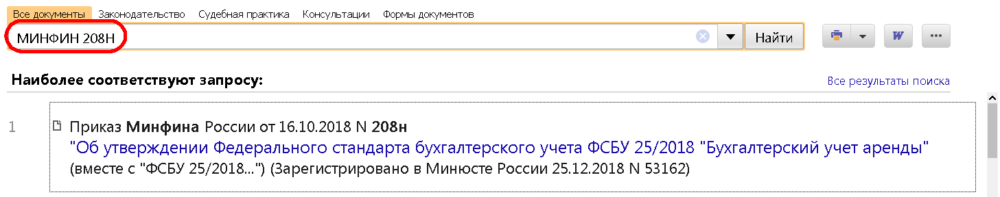 Все документы Законодательство Судебная практика Консультации Формы документов
МИНФИН 208Н Найти W
Наиболее соответствуют запросу: Все результаты поиска
1 Приказ Минфина России от 16.10.2018 N 208н
"Об утверждении Федерального стандарта бухгалтерского учета ФСБУ 25/2018 "Бухгалтерский учет аренды"
(вместе с "ФСБУ 25/2018...") (Зарегистрировано в Минюсте России 25.12.2018 N 53162)